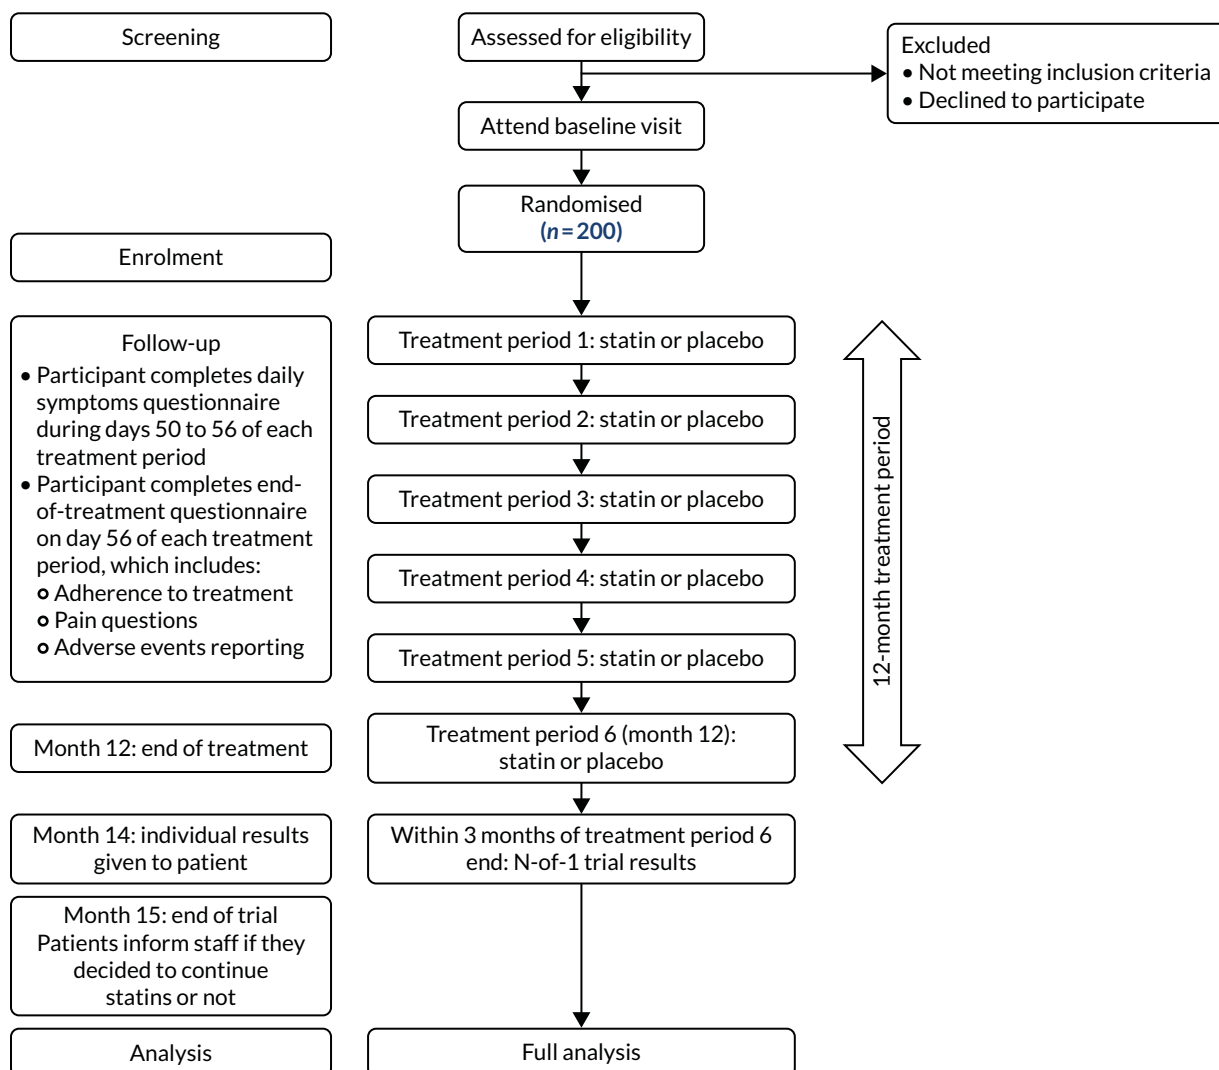 Screening
Assessed for eligibility
Excluded
• Not meeting inclusion criteria
• Declined to participate
Attend baseline visit
Randomised
(n = 200)
Enrolment
Follow-up
• Participant completes daily
symptoms questionnaire
during days 50 to 56 of each
treatment period
• Participant completes end-
of-treatment questionnaire
on day 56 of each treatment
period, which includes:
Adherence to treatment
Pain questions
Adverse events reporting
Treatment period 1: statin or placebo
Treatment period 2: statin or placebo
Treatment period 3: statin or placebo
Treatment period 4: statin or placebo
Treatment period 5: statin or placebo
12-month treatment period
Month 12: end of treatment
Treatment period 6 (month 12):
statin or placebo
Month 14: individual results
given to patient
Within 3 months of treatment period 6
end: N-of-1 trial results
Month 15: end of trial
Patients inform staff if they
decided to continue
statins or not
Analysis
Full analysis